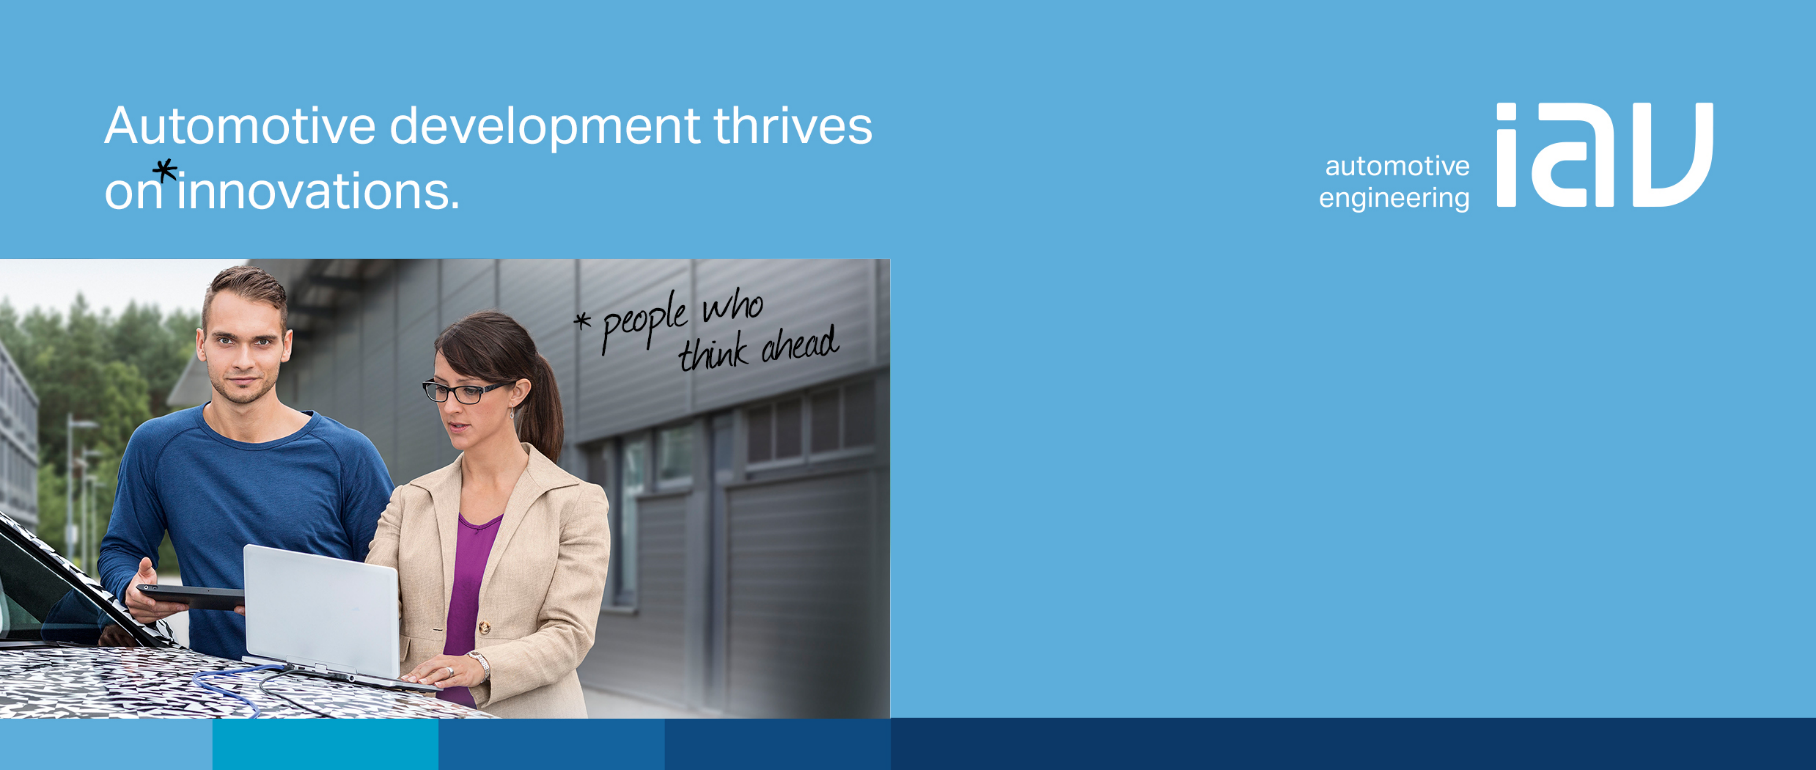 Automotive development thrives
on*innovations.
automotive
engineering
iav
* people who
think ahead